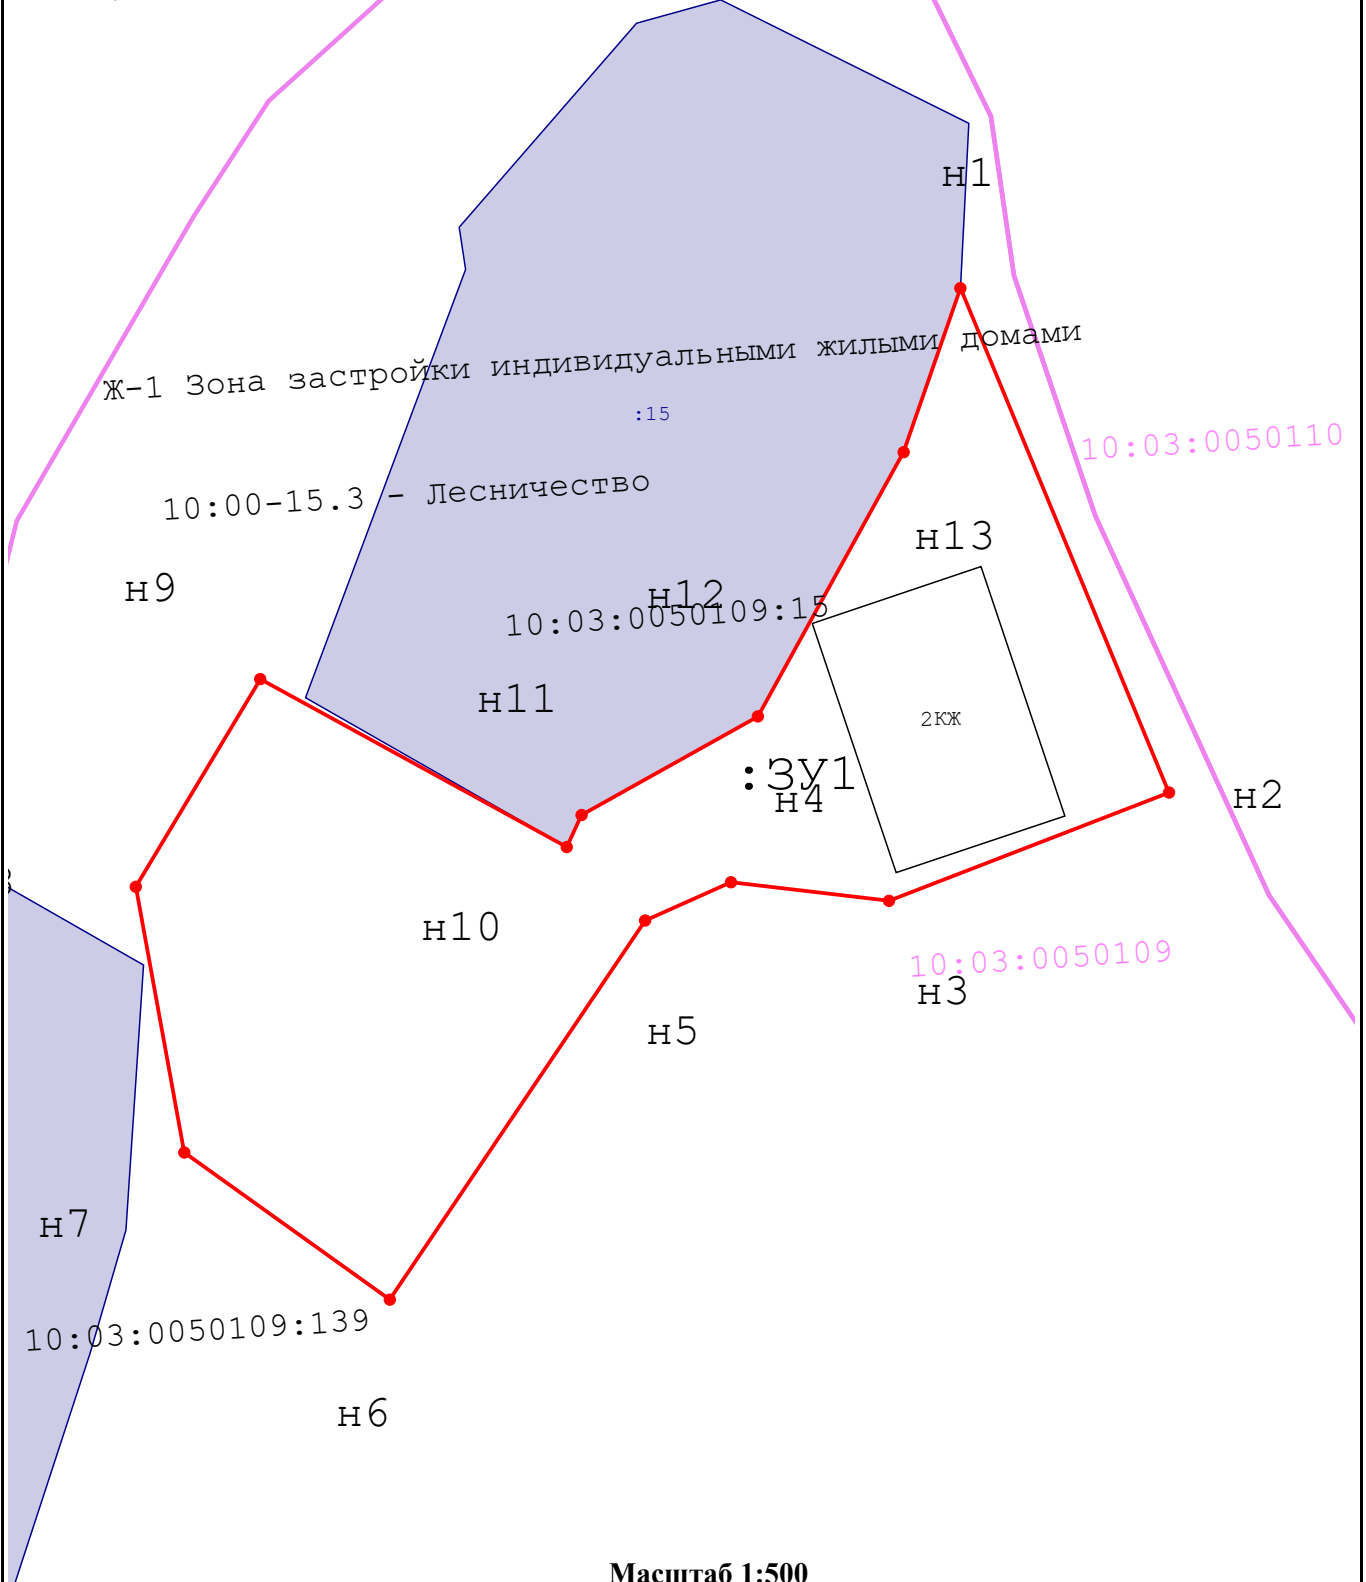 н1
Ж-1 Зона застройки индивидуальными жилыми домами
:15
10:03:0050110
10:00-15.3 - Лесничество
н13
н9
н12
10:03:0050109:15
н11
2КЖ
:ЗУ1
н4
н2
н10
10:03:0050109
н3
н5
н7
10:03:0050109:139
н6
Масштаб 1:500